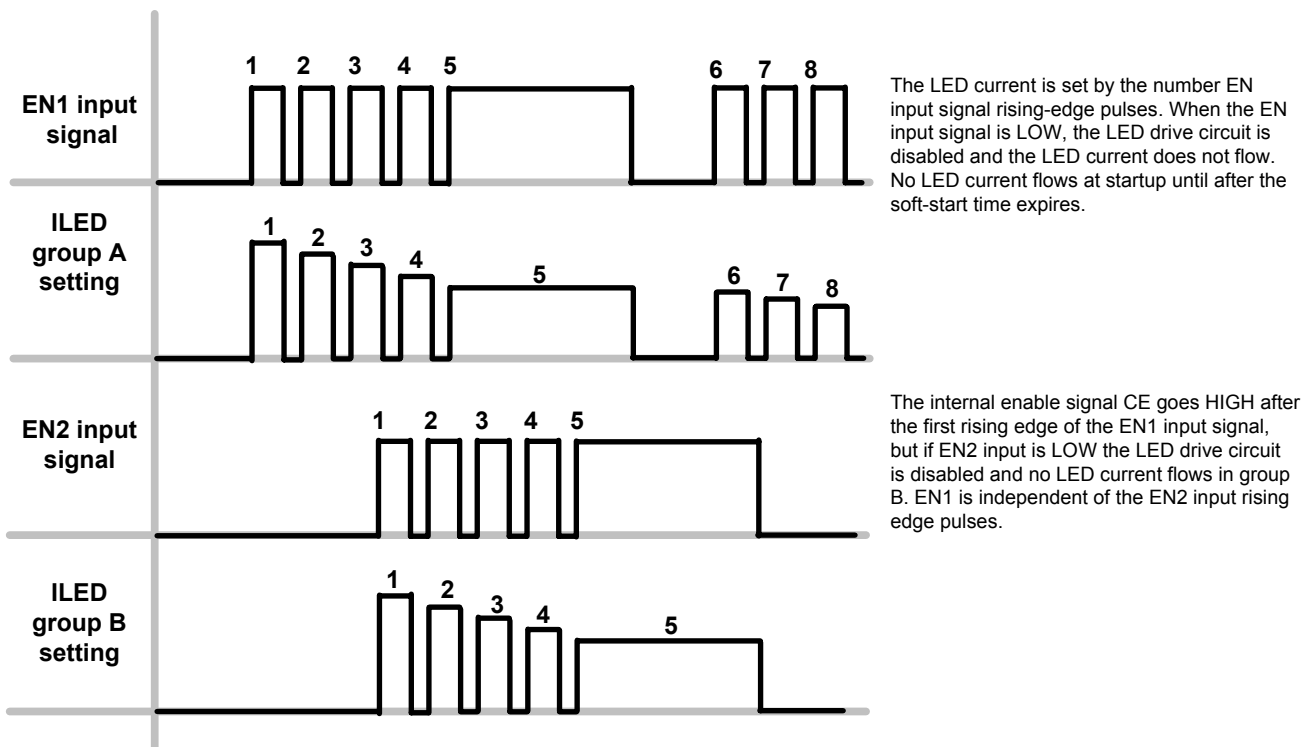 1 2 3 4 5 6 7 8
EN1 input
signal
The LED current is set by the number EN
input signal rising-edge pulses. When the EN
input signal is LOW, the LED drive circuit is
disabled and the LED current does not flow.
No LED current flows at startup until after the
soft-start time expires.
ILED
group A
setting
1 2 3 4 5 6 7 8
EN2 input
signal
1 2 3 4 5
The internal enable signal CE goes HIGH after
the first rising edge of the EN1 input signal,
but if EN2 input is LOW the LED drive circuit
is disabled and no LED current flows in group
B. EN1 is independent of the EN2 input rising
edge pulses.
ILED
group B
setting
1 2 3 4 5